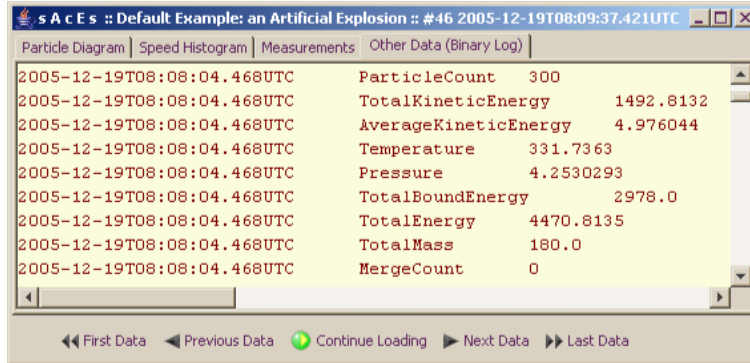 s A c E s :: Default Example: an Artificial Explosion :: #46 2005-12-19T08:09:37.421UTC
Particle Diagram Speed Histogram Measurements Other Data (Binary Log)
2005-12-19T08:08:04.468UTC ParticleCount 300
2005-12-19T08:08:04.468UTC TotalKineticEnergy 1492.8132
2005-12-19T08:08:04.468UTC AverageKineticEnergy 4.976044
2005-12-19T08:08:04.468UTC Temperature 331.7363
2005-12-19T08:08:04.468UTC Pressure 4.2530293
2005-12-19T08:08:04.468UTC TotalBoundEnergy 2978.0
2005-12-19T08:08:04.468UTC TotalEnergy 4470.8135
2005-12-19T08:08:04.468UTC TotalMass 180.0
2005-12-19T08:08:04.468UTC MergeCount 0
First Data Previous Data Continue Loading Next Data Last Data